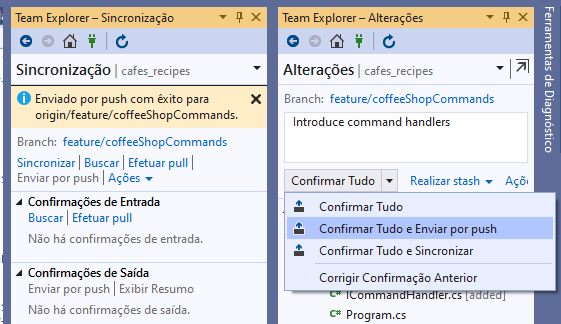 Team Explorer – Sincronização
Sincronização | cafes_recipes
Enviado por push com êxito para
origin/feature/coffeeShopCommands.
Branch: feature/coffeeShopCommands
Sincronizar | Buscar | Efetuar pull |
Enviar por push | Ações
Confirmações de Entrada
Buscar | Efetuar pull
Não há confirmações de entrada.
Confirmações de Saída
Enviar por push | Exibir Resumo
Não há confirmações de saída.
Team Explorer – Alterações
Alterações | cafes_recipes
Branch: feature/coffeeShopCommands
Introduce command handlers
Confirmar Tudo
Realizar stash
Açõe
Confirmar Tudo
Confirmar Tudo e Enviar por push
Confirmar Tudo e Sincronizar
Corrigir Confirmação Anterior
C# ICommandHandler.cs [added]
C# Program.cs
Ferramentas de Diagnóstico